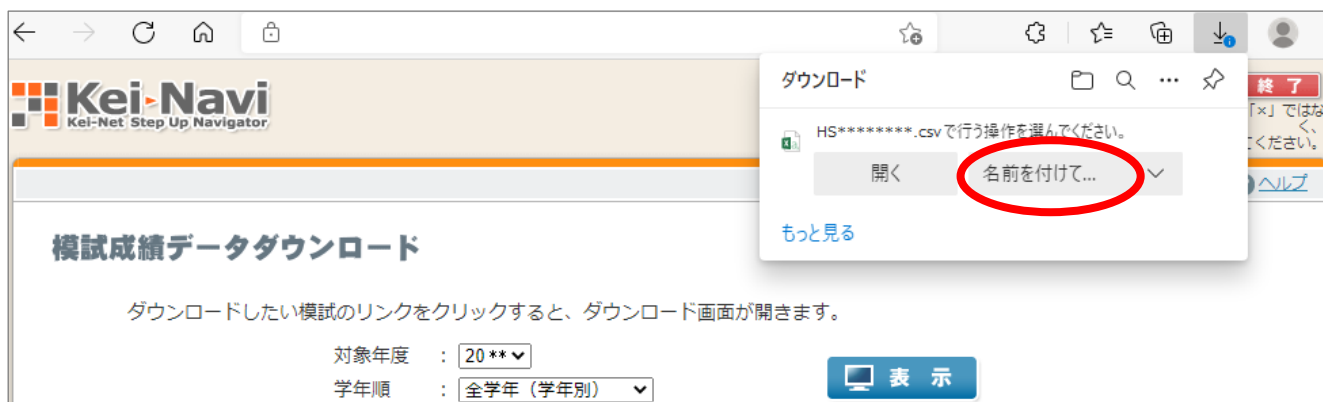 Kei-Navi
Kei-Net Step Up Navigator
ダウンロード
HS********.csvで行う操作を選んでください。
開く
名前を付けて...
もっと見る
終了
「×」ではな
く、
てください。
ヘルプ
模試成績データダウンロード
ダウンロードしたい模試のリンクをクリックすると、ダウンロード画面が開きます。
対象年度 : 20**
学年順 : 全学年(学年別)
表示